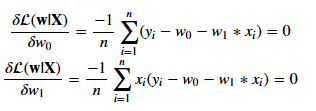 δℒ(w|X)/δw₀ = −1/n ∑ᵢ₌₁ⁿ (yᵢ − w₀ − w₁ * xᵢ) = 0
δℒ(w|X)/δw₁ = −1/n ∑ᵢ₌₁ⁿ xᵢ(yᵢ − w₀ − w₁ * xᵢ) = 0